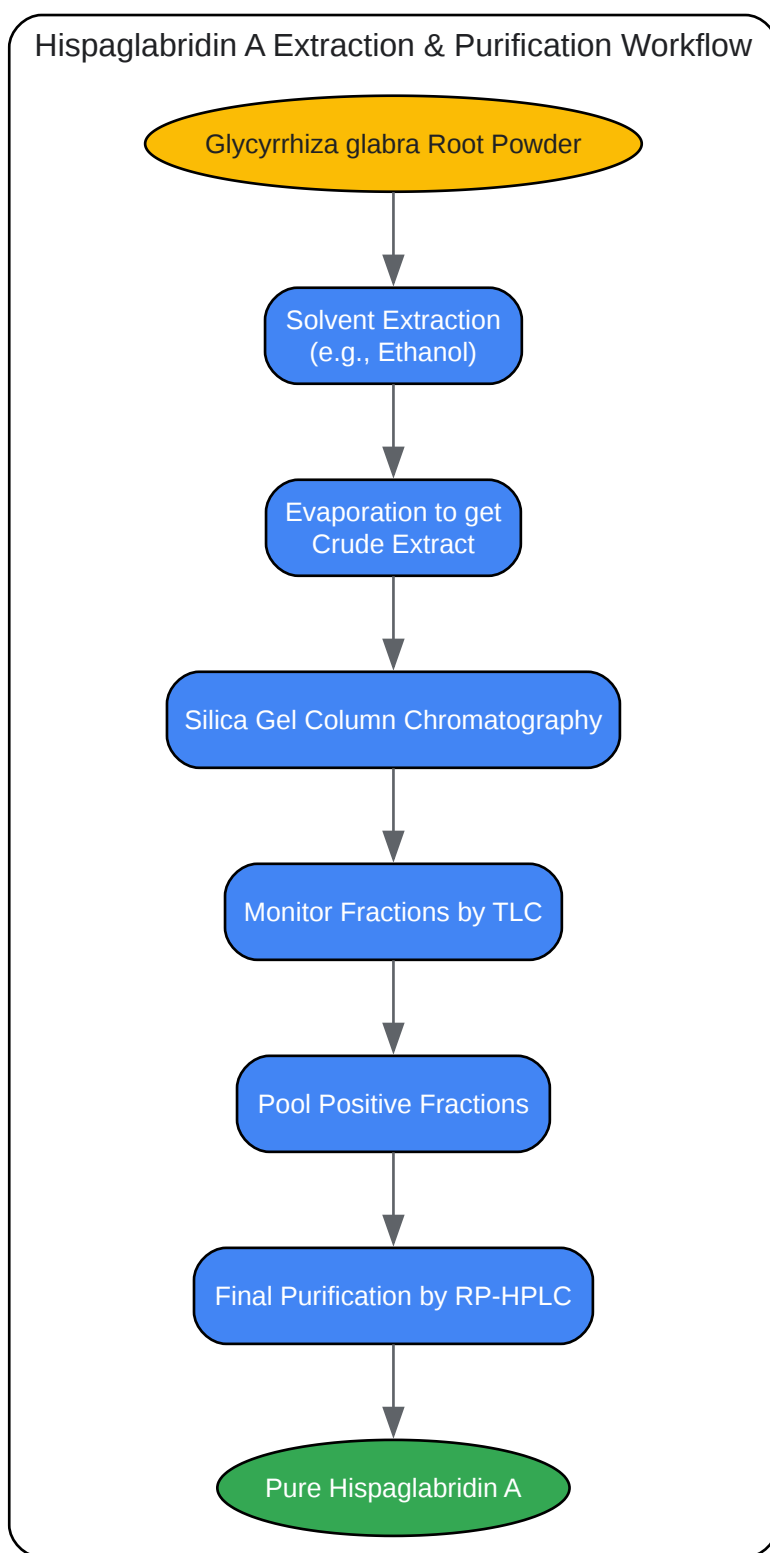 Hispaglabridin A Extraction & Purification Workflow
Glycyrrhiza glabra Root Powder
Solvent Extraction
(e.g., Ethanol)
Evaporation to get
Crude Extract
Silica Gel Column Chromatography
Monitor Fractions by TLC
Pool Positive Fractions
Final Purification by RP-HPLC
Pure Hispaglabridin A